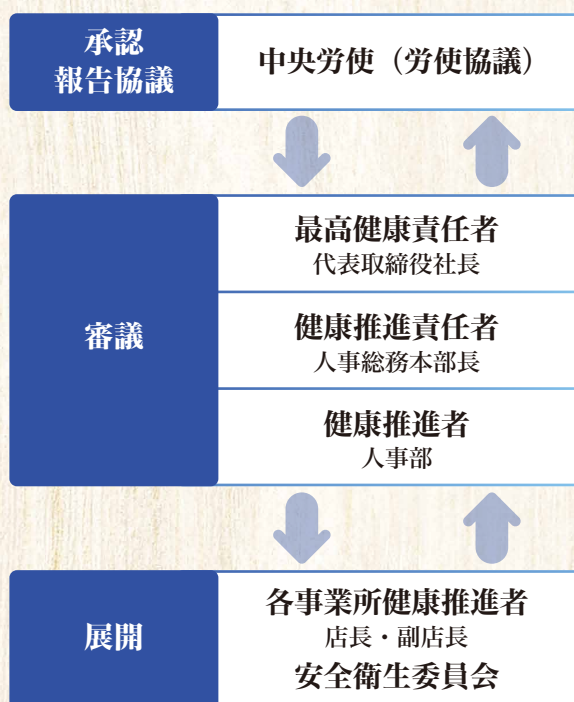 承認
報告協議
中央労使（労使協議）
審議
最高健康責任者
代表取締役社長
健康推進責任者
人事総務本部長
健康推進者
人事部
展開
各事業所健康推進者
店長・副店長
安全衛生委員会